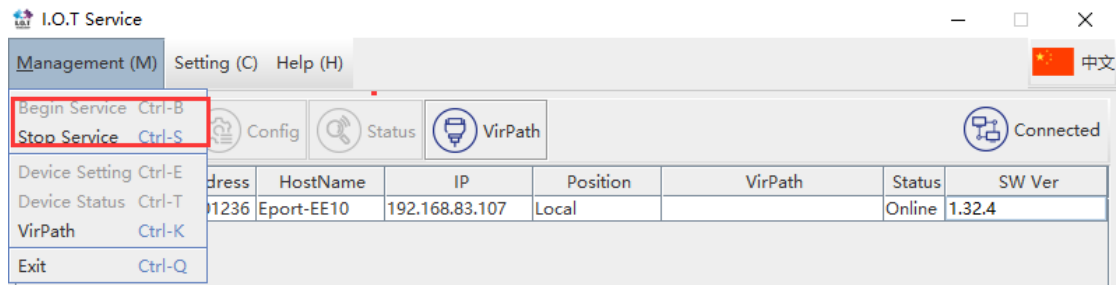 I.O.T Service
Management (M) Setting (C) Help (H) 中文
Begin Service Ctrl-B
Stop Service Ctrl-S
Config Status VirPath Connected
Device Setting Ctrl-E
Device Status Ctrl-T
VirPath Ctrl-K
Exit Ctrl-Q
dress HostName IP Position VirPath Status SW Ver
01236 Eport-EE10 192.168.83.107 Local Online 1.32.4